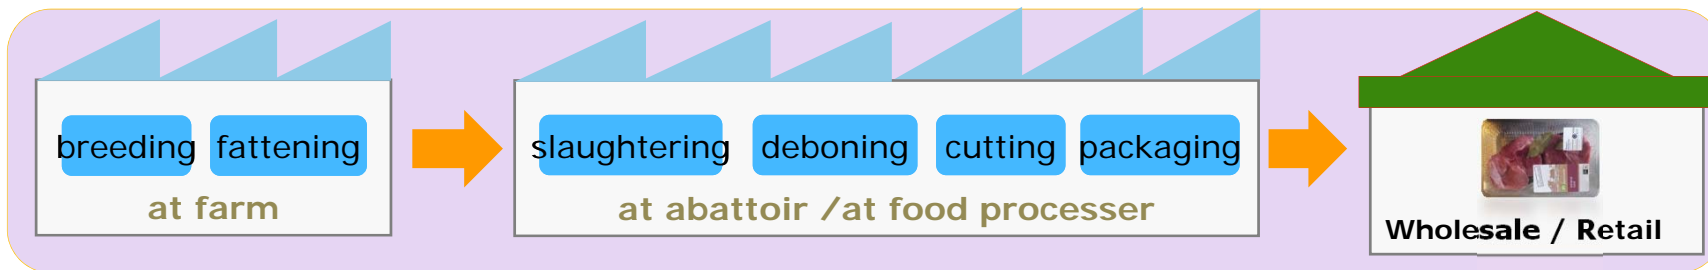 breeding fattening
at farm
slaughtering deboning cutting packaging
at abattoir /at food processer
Wholesale / Retail